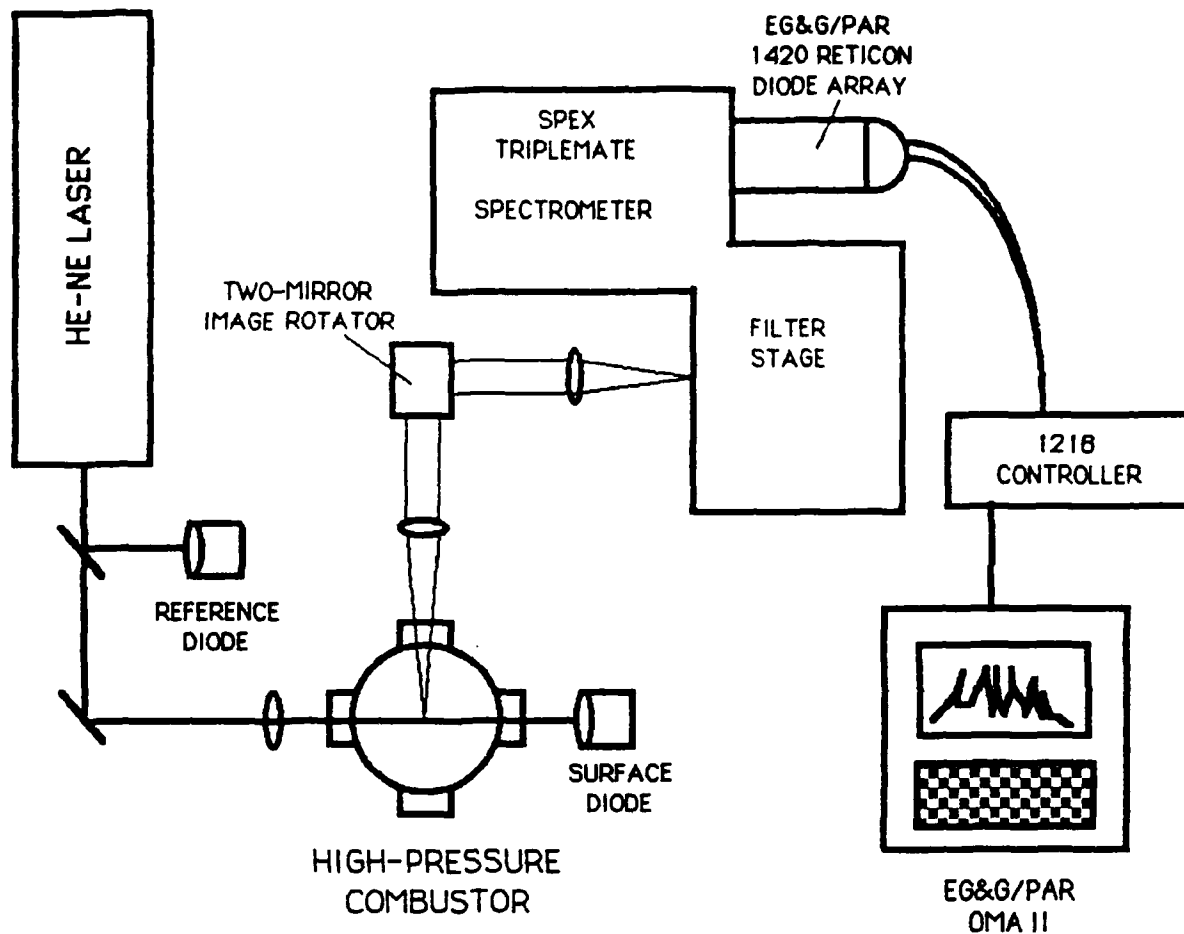 EG&G/PAR
1420 RETICON
DIODE ARRAY
SPEX
TRIPLEMATE
SPECTROMETER
HE-NE LASER
TWO-MIRROR
IMAGE ROTATOR
FILTER
STAGE
1218
CONTROLLER
REFERENCE
DIODE
SURFACE
DIODE
HIGH-PRESSURE
COMBUSTOR
EG&G/PAR
OMA II